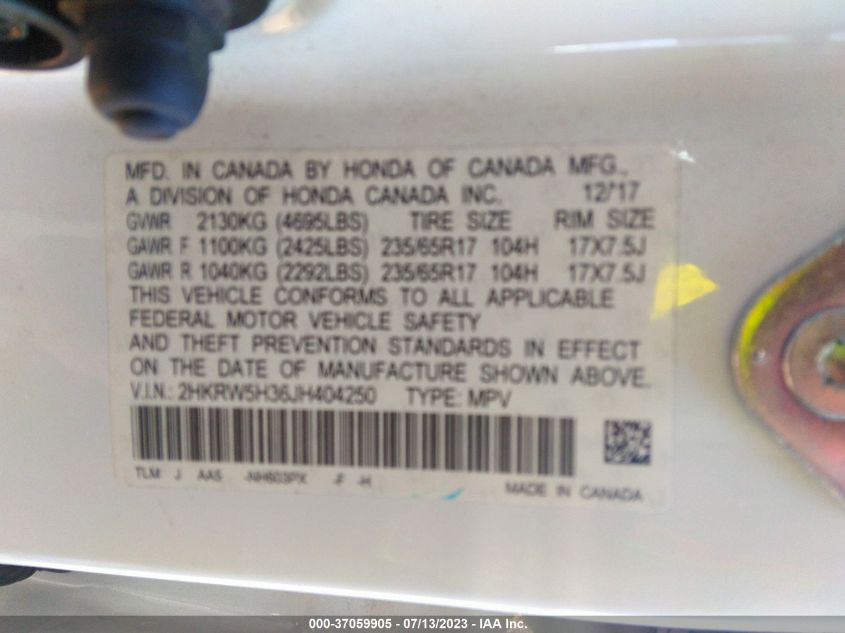 MFD. IN CANADA BY HONDA OF CANADA MFG.,
A DIVISION OF HONDA CANADA INC. 12/17
GVWR 2130KG (4695LBS) TIRE SIZE RIM SIZE
GAWR F 1100KG (2425LBS) 235/65R17 104H 17X7.5J
GAWR R 1040KG (2292LBS) 235/65R17 104H 17X7.5J
THIS VEHICLE CONFORMS TO ALL APPLICABLE
FEDERAL MOTOR VEHICLE SAFETY
AND THEFT PREVENTION STANDARDS IN EFFECT
ON THE DATE OF MANUFACTURE SHOWN ABOVE.
V.I.N.: 2HKRW5H36JH404250 TYPE: MPV
TLM J AA5 -NH603PX -F -H
MADE IN CANADA
000-37059905 - 07/13/2023 - IAA Inc.